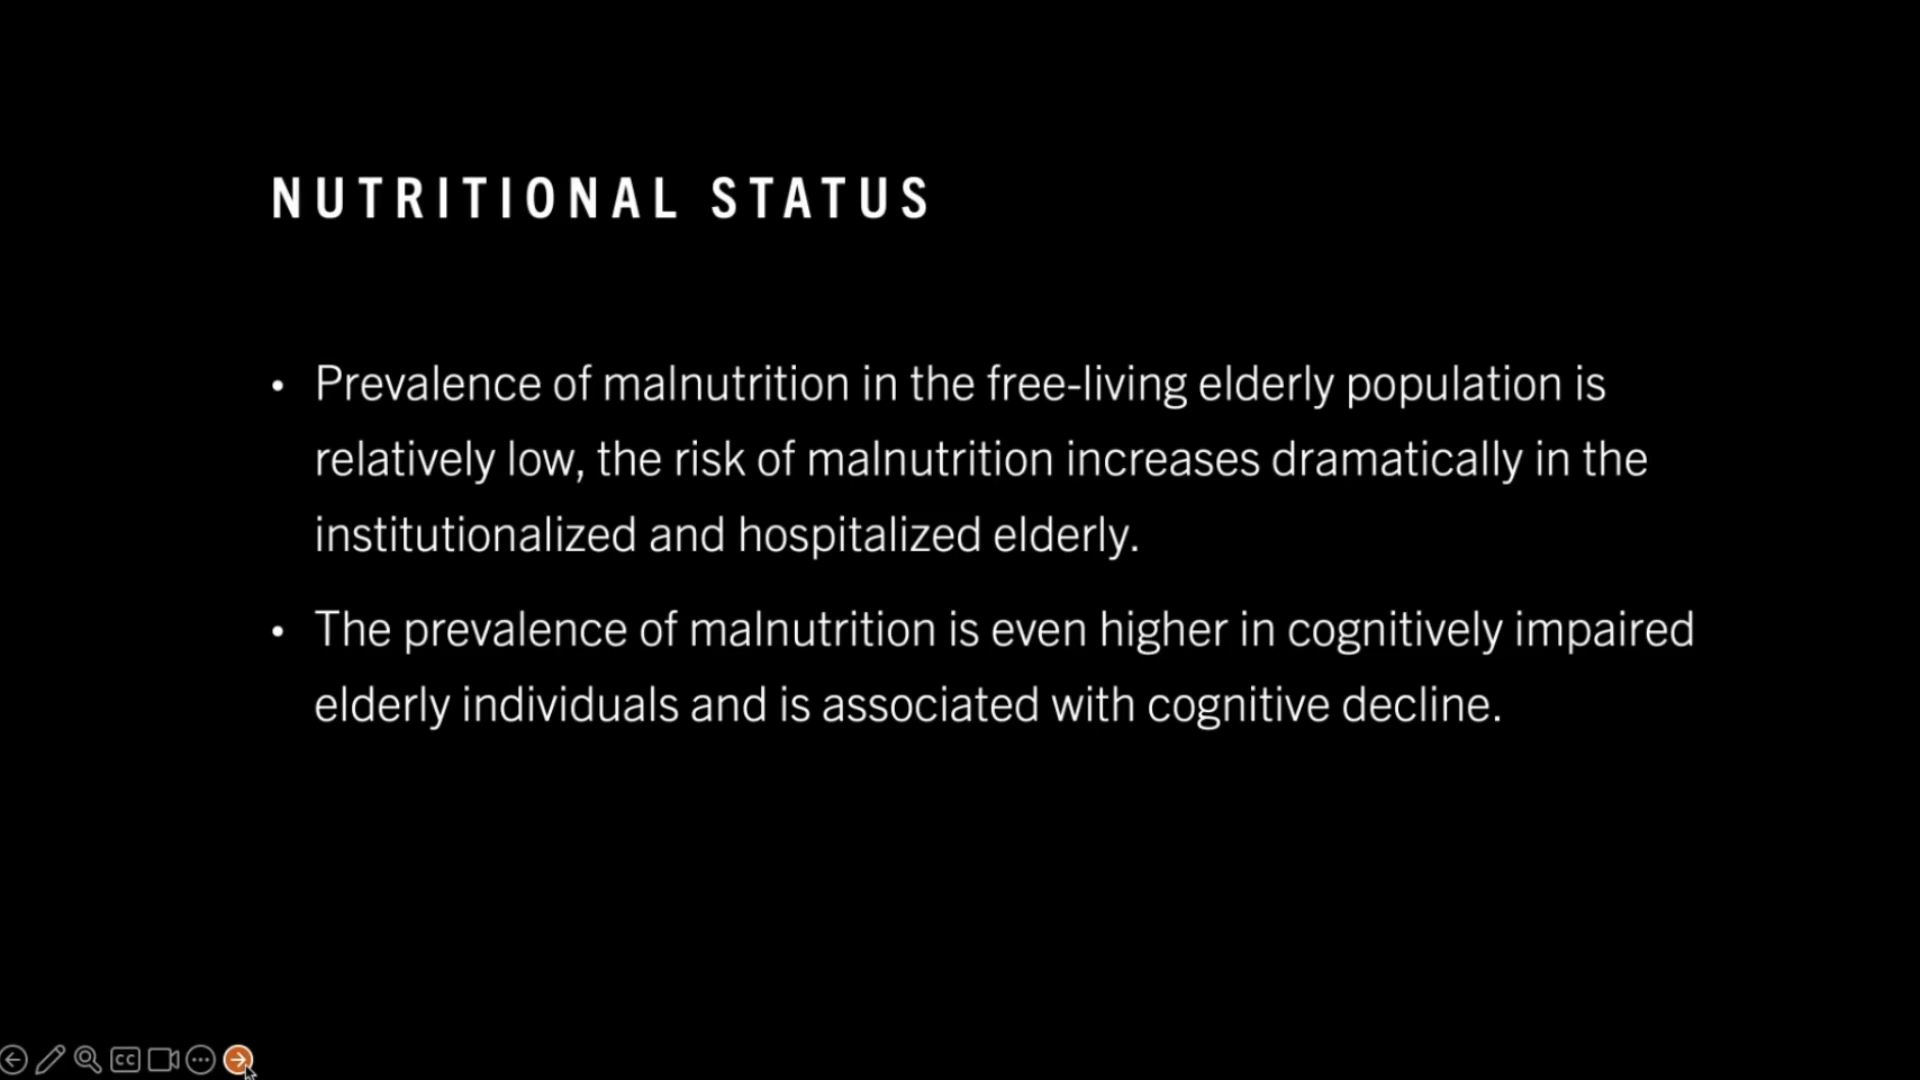 NUTRITIONAL STATUS
• Prevalence of malnutrition in the free-living elderly population is
relatively low, the risk of malnutrition increases dramatically in the
institutionalized and hospitalized elderly.
• The prevalence of malnutrition is even higher in cognitively impaired
elderly individuals and is associated with cognitive decline.
CC